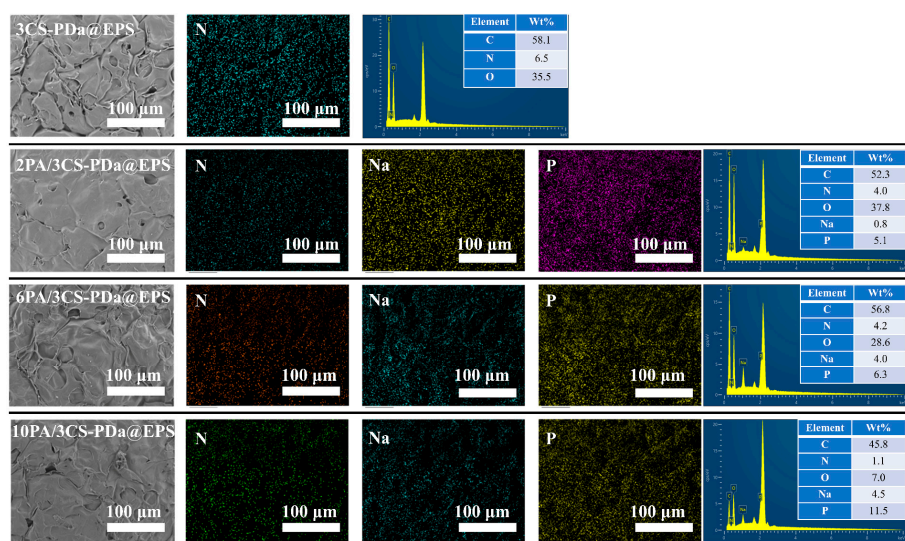 3CS-PDa@EPS
100 µm
N
100 µm
Element Wt%
C 58.1
N 6.5
O 35.5
2PA/3CS-PDa@EPS
100 µm
N
100 µm
Na
100 µm
P
100 µm
Element Wt%
C 52.3
N 4.0
O 37.8
Na 0.8
P 5.1
6PA/3CS-PDa@EPS
100 µm
N
100 µm
Na
100 µm
P
100 µm
Element Wt%
C 56.8
N 4.2
O 28.6
Na 4.0
P 6.3
10PA/3CS-PDa@EPS
100 µm
N
100 µm
Na
100 µm
P
100 µm
Element Wt%
C 45.8
N 1.1
O 7.0
Na 4.5
P 11.5